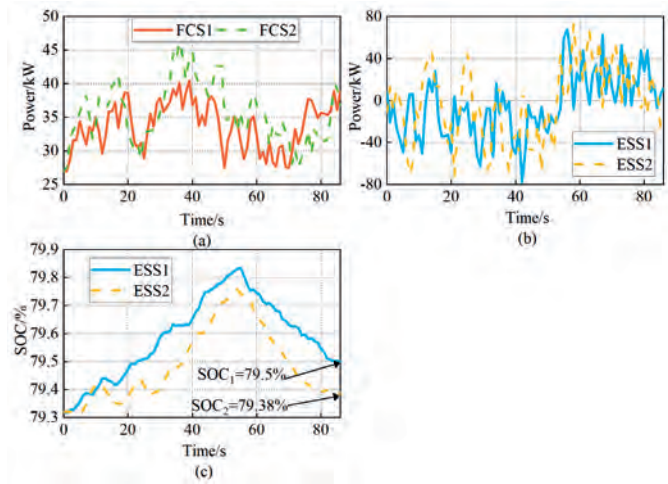 FCS1 FCS2
50
45
40
35
30
25
Power/kW
0 20 40 60 80
Time/s
(a)
80
40
0
-40
-80
Power/kW
ESS1
ESS2
0 20 40 60 80
Time/s
(b)
79.9
79.8
79.7
79.6
79.5
79.4
79.3
SOC/%
ESS1
ESS2
SOC₁=79.5%
SOC₂=79.38%
0 20 40 60 80
Time/s
(c)